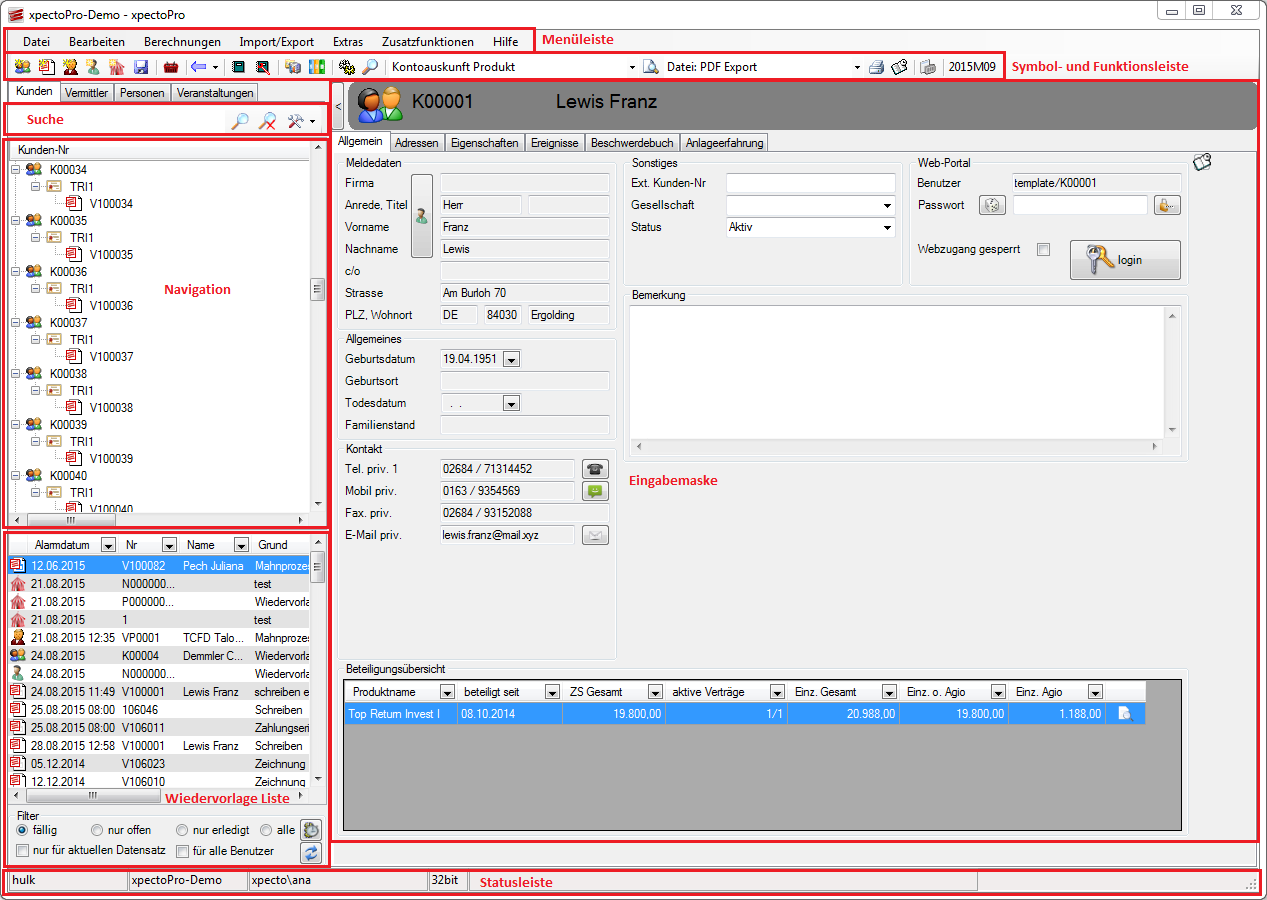 xpectoPro-Demo - xpectoPro
Datei Bearbeiten Berechnungen Import/Export Extras Zusatzfunktionen Hilfe Menüleiste
Kontoauskunft Produkt Datei: PDF Export 2015M09 Symbol- und Funktionsleiste
Kunden Vermittler Personen Veranstaltungen
Suche
Kunden-Nr
K00034
TRI1
V100034
K00035
TRI1
V100035
K00036
TRI1
V100036
Navigation
K00037
TRI1
V100037
K00038
TRI1
V100038
K00039
TRI1
V100039
K00040
TRI1
V100040
Alarmdatum Nr Name Grund
12.06.2015 V100082 Pech Juliana Mahnprozes
21.08.2015 N000000... test
21.08.2015 P000000... Wiedervorla
21.08.2015 1 test
21.08.2015 12:35 VP0001 TCFD Talo... Mahnprozes
24.08.2015 K00004 Demmler C... Wiedervorla
24.08.2015 N000000... Wiedervorla
24.08.2015 11:49 V100001 Lewis Franz schreiben e
25.08.2015 08:00 106046 Schreiben
25.08.2015 08:00 V106011 Zahlungseri
28.08.2015 12:58 V100001 Lewis Franz Schreiben
05.12.2014 V106023 Zeichnung
12.12.2014 V106010 Zeichnung
Wiedervorlage Liste
Filter
fällig nur offen nur erledigt alle
nur für aktuellen Datensatz für alle Benutzer
< K00001 Lewis Franz
Allgemein Adressen Eigenschaften Ereignisse Beschwerdebuch Anlageerfahrung
Meldedaten
Firma
Anrede, Titel Herr
Vorname Franz
Nachname Lewis
c/o
Strasse Am Burloh 70
PLZ, Wohnort DE 84030 Ergolding
Allgemeines
Geburtsdatum 19.04.1951
Geburtsort
Todesdatum . .
Familienstand
Kontakt
Tel. priv. 1 02684 / 71314452
Mobil priv. 0163 / 9354569
Fax. priv. 02684 / 93152088
E-Mail priv. lewis.franz@mail.xyz
Sonstiges
Ext. Kunden-Nr
Gesellschaft
Status Aktiv
Web-Portal
Benutzer template/K00001
Passwort
Webzugang gesperrt login
Bemerkung
Eingabemaske
Beteiligungsübersicht
Produktname beteiligt seit ZS Gesamt aktive Verträge Einz. Gesamt Einz. o. Agio Einz. Agio
Top Return Invest I 08.10.2014 19.800,00 1/1 20.988,00 19.800,00 1.188,00
hulk xpectoPro-Demo xpecto\ana 32bit Statusleiste